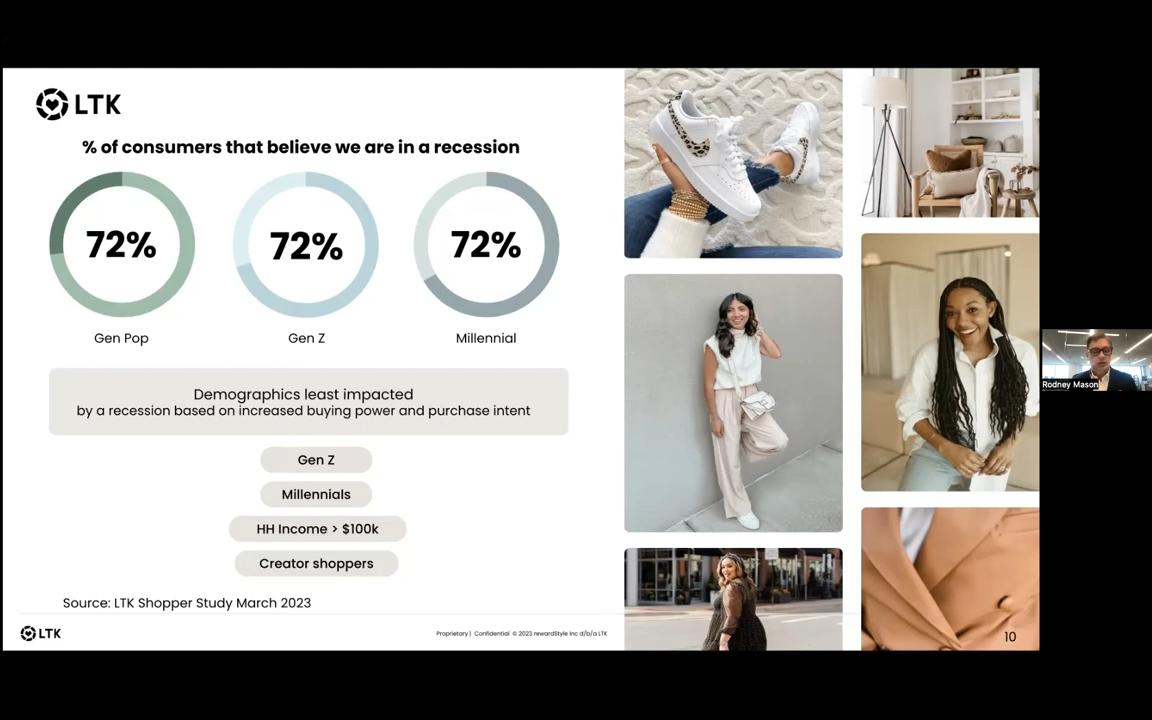 LTK
% of consumers that believe we are in a recession
72%
72%
72%
Gen Pop
Gen Z
Millennial
Demographics least impacted
by a recession based on increased buying power and purchase intent
Gen Z
Millennials
HH Income > $100k
Creator shoppers
Source: LTK Shopper Study March 2023
LTK
Proprietary | Confidential © 2023 rewardStyle Inc d/b/a LTK
10
Rodney Mason